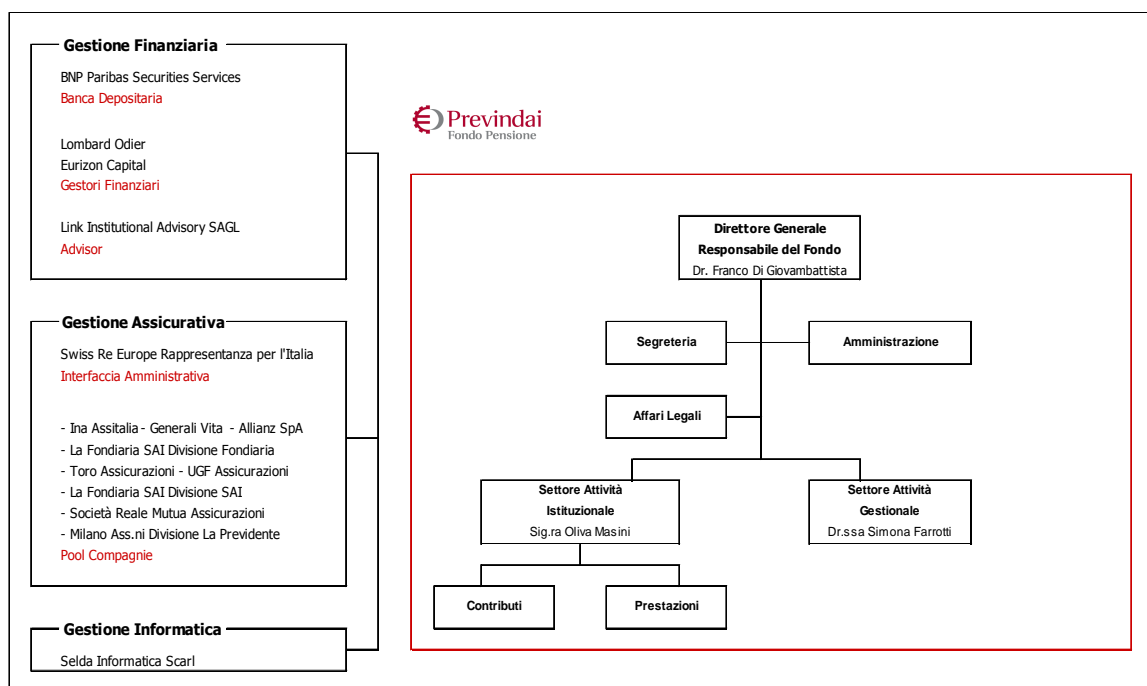 Gestione Finanziaria
BNP Paribas Securities Services
Banca Depositaria
Lombard Odier
Eurizon Capital
Gestori Finanziari
Link Institutional Advisory SAGL
Advisor
Gestione Assicurativa
Swiss Re Europe Rappresentanza per l'Italia
Interfaccia Amministrativa
- Ina Assitalia - Generali Vita - Allianz SpA
- La Fondiaria SAI Divisione Fondiaria
- Toro Assicurazioni - UGF Assicurazioni
- La Fondiaria SAI Divisione SAI
- Società Reale Mutua Assicurazioni
- Milano Ass.ni Divisione La Previdente
Pool Compagnie
Gestione Informatica
Selda Informatica Scarl
Previndai
Fondo Pensione
Direttore Generale
Responsabile del Fondo
Dr. Franco Di Giovambattista
Segreteria
Amministrazione
Affari Legali
Settore Attività
Istituzionale
Sig.ra Oliva Masini
Settore Attività
Gestionale
Dr.ssa Simona Farrotti
Contributi
Prestazioni